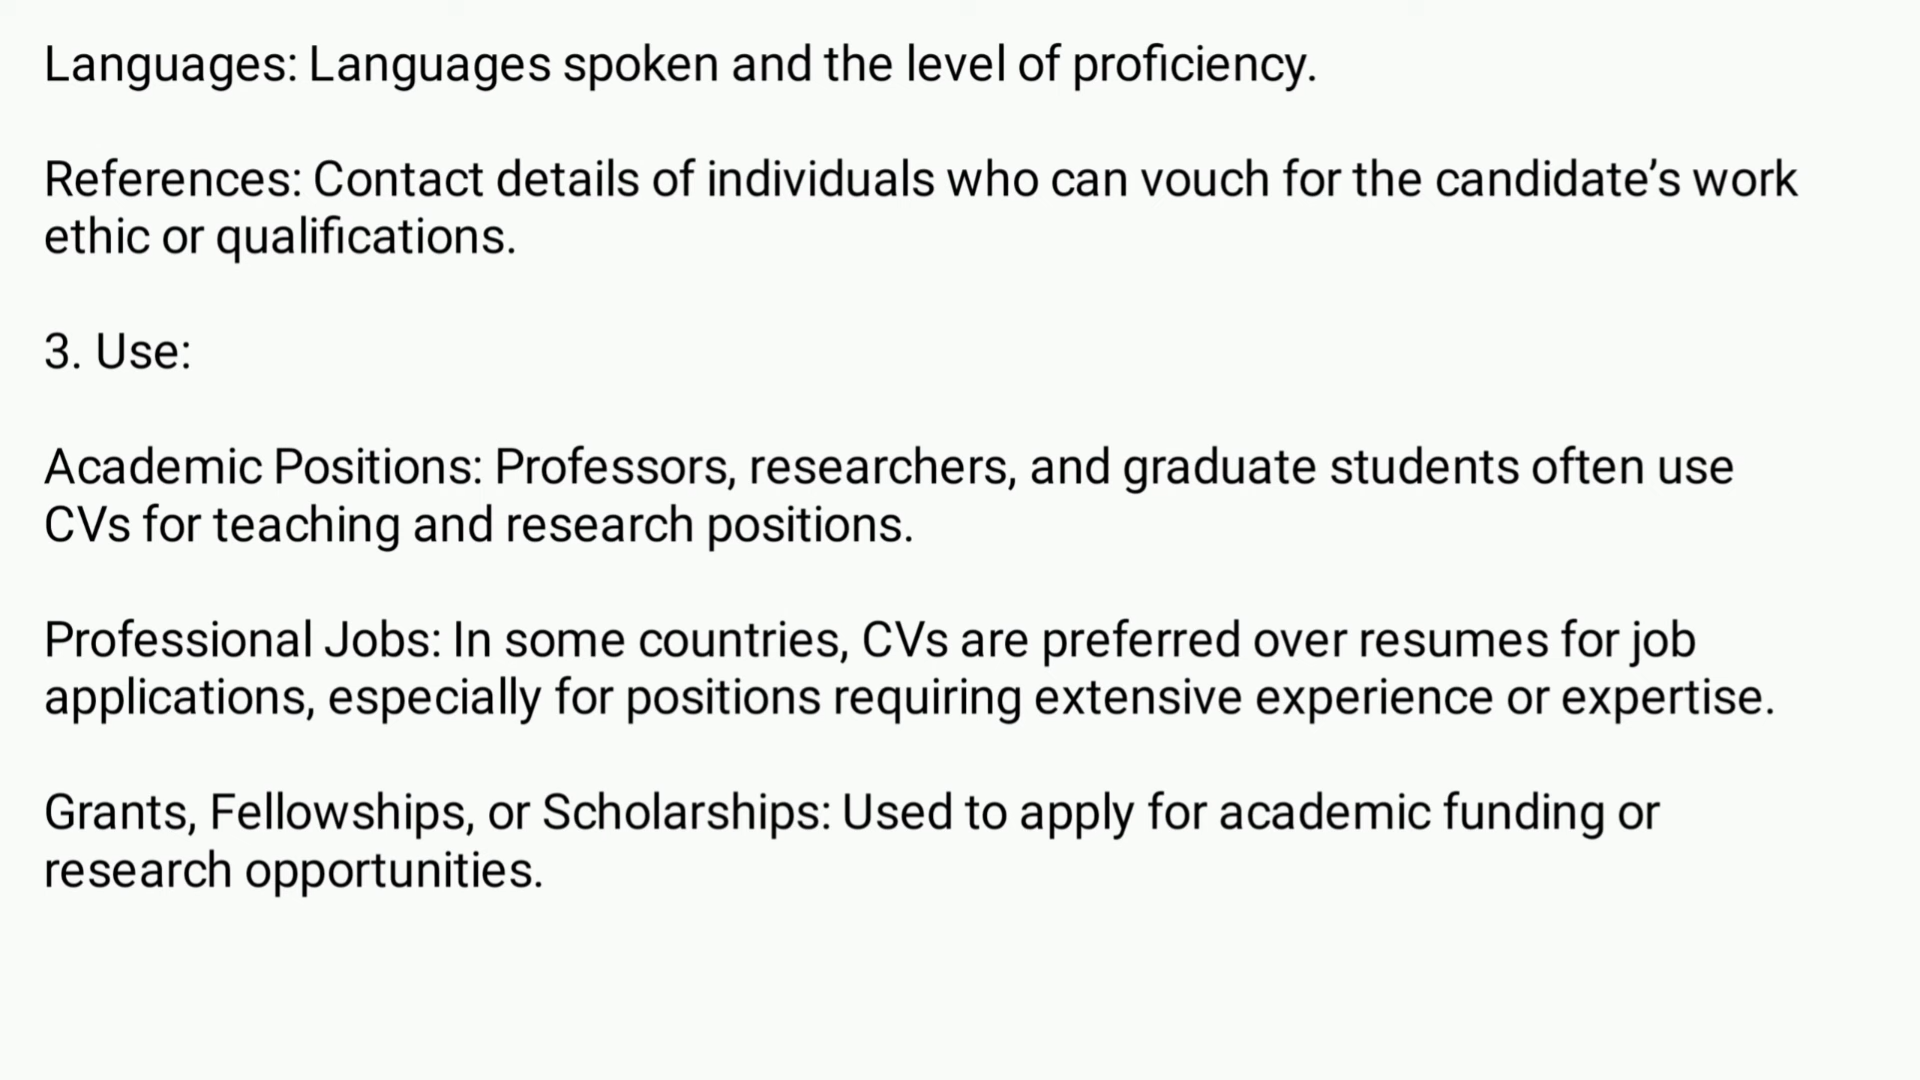 Languages: Languages spoken and the level of proficiency.
References: Contact details of individuals who can vouch for the candidate’s work
ethic or qualifications.
3. Use:
Academic Positions: Professors, researchers, and graduate students often use
CVs for teaching and research positions.
Professional Jobs: In some countries, CVs are preferred over resumes for job
applications, especially for positions requiring extensive experience or expertise.
Grants, Fellowships, or Scholarships: Used to apply for academic funding or
research opportunities.